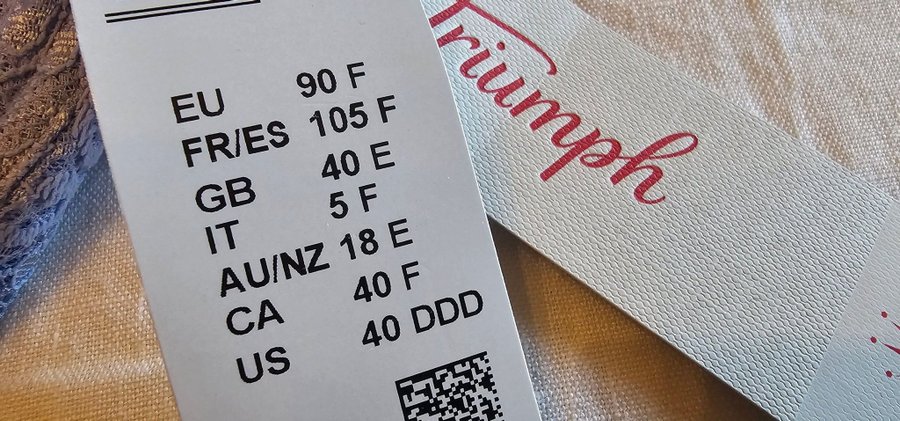 EU 90 F
FR/ES 105 F
GB 40 E
IT 5 F
AU/NZ 18 E
CA 40 F
US 40 DDD
Triumph